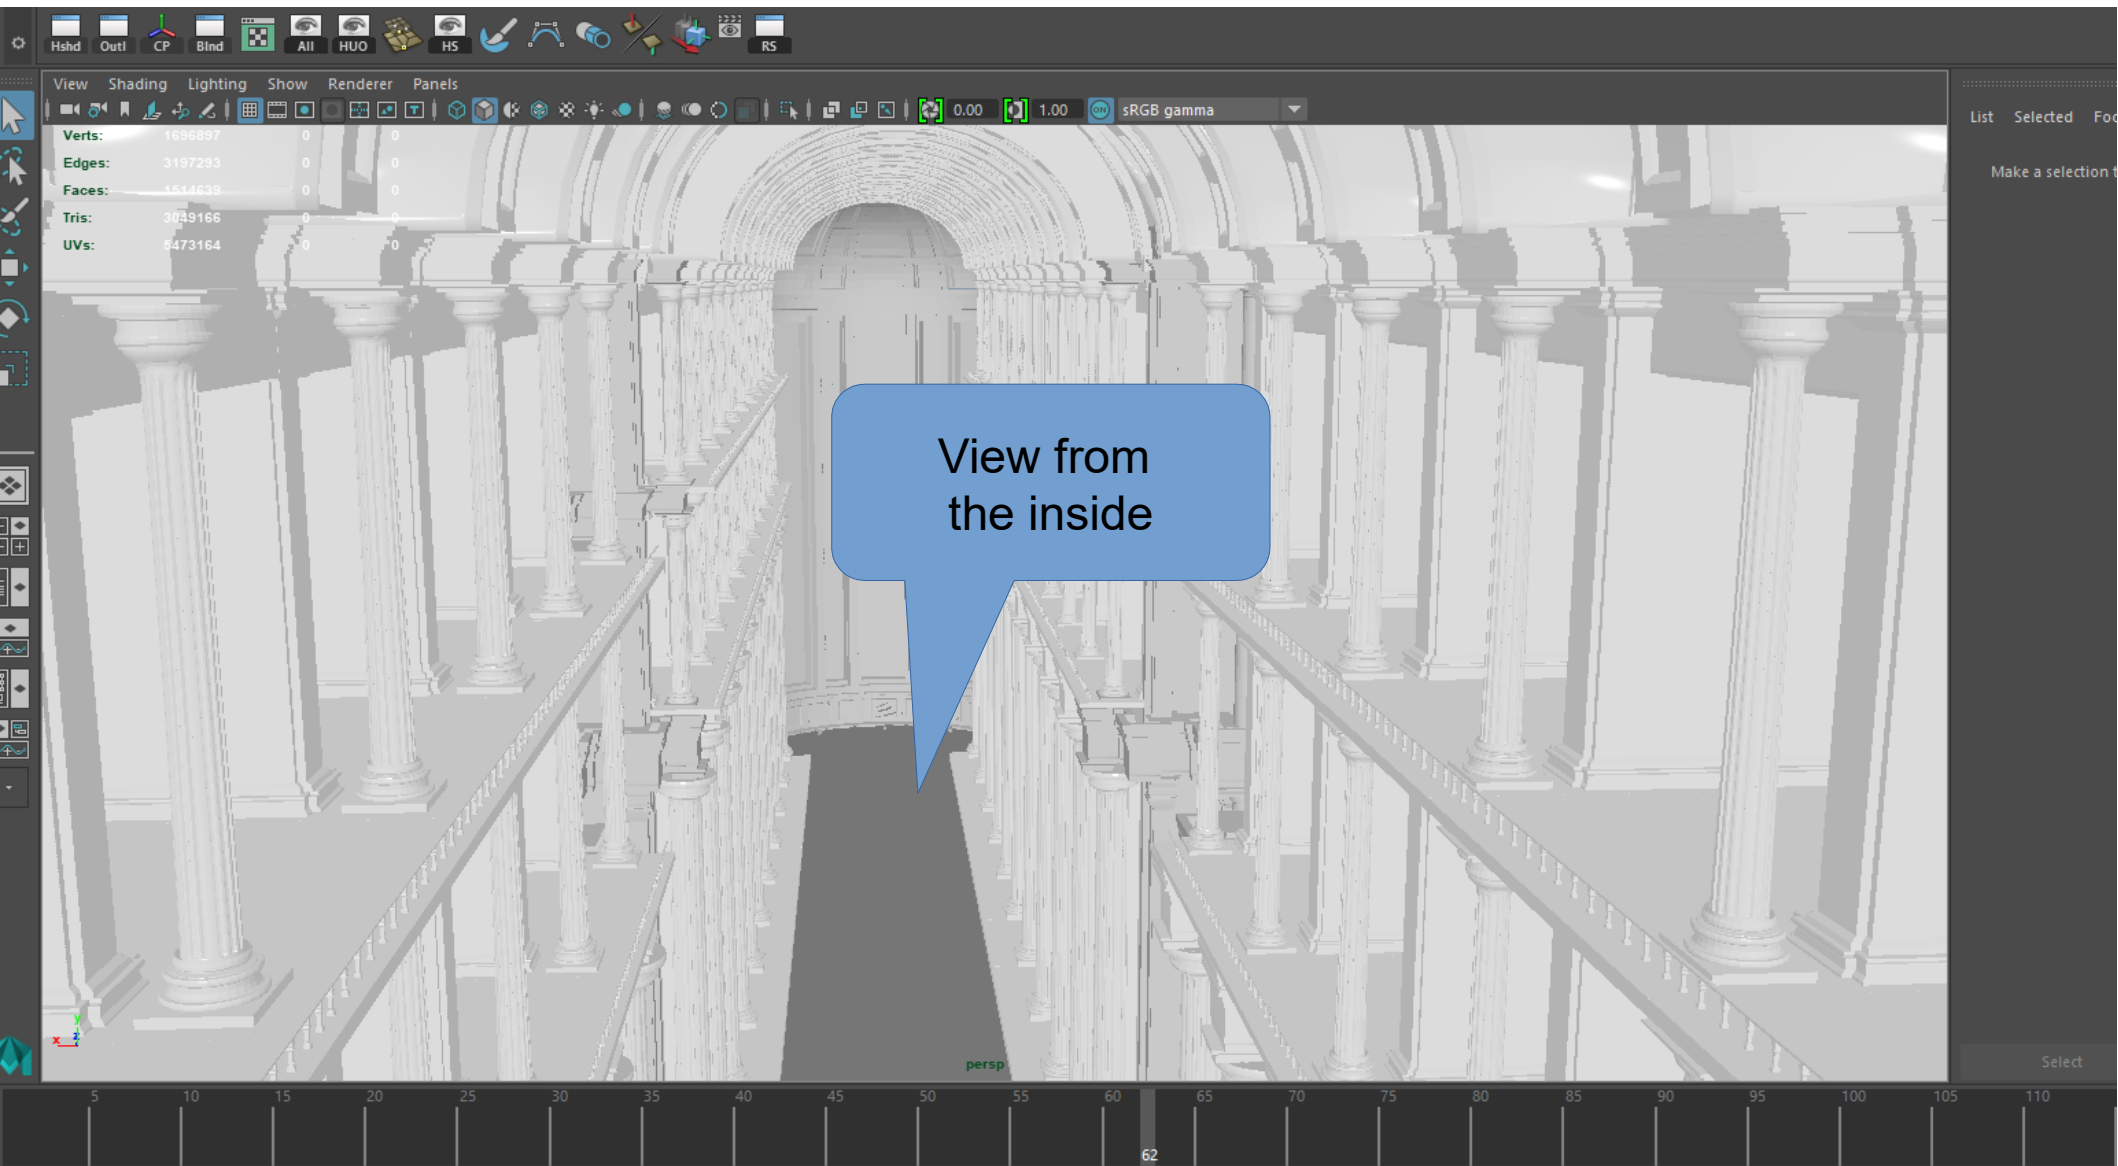 Hshd Outl CP Blnd All HUO HS RS
View Shading Lighting Show Renderer Panels
0.00 1.00 ON sRGB gamma
List Selected Foc
Make a selection t
Verts: 1696897 0 0
Edges: 3197293 0 0
Faces: 1514639 0 0
Tris: 3049166 0 0
UVs: 5473164 0 0
View from
the inside
y
z
x
persp
Select
5 10 15 20 25 30 35 40 45 50 55 60 65 70 75 80 85 90 95 100 105 110
62